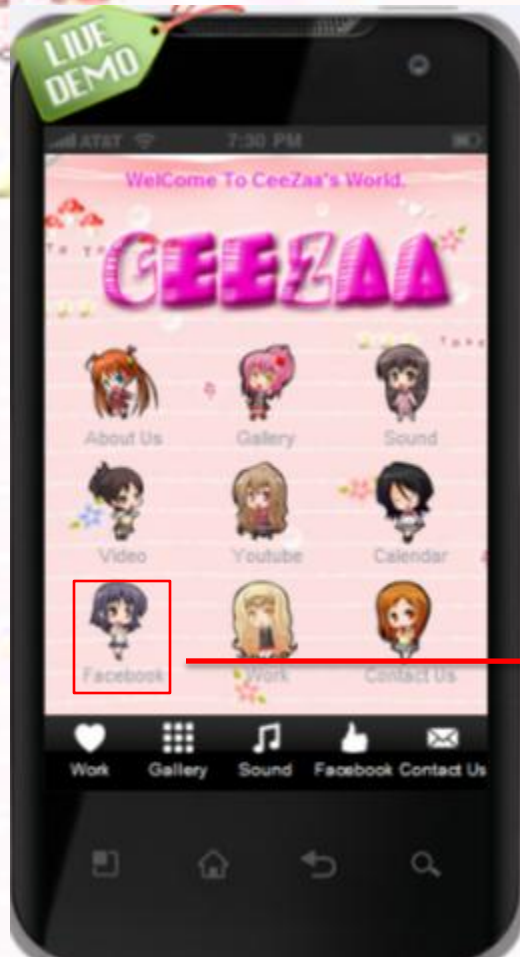 LIVE
DEMO
AT&T 7:30 PM
WelCome To CeeZaa's World.
CEEZAA
About Us Gallery Sound
Video Youtube Calendar
Facebook Work Contact Us
Work Gallery Sound Facebook Contact Us